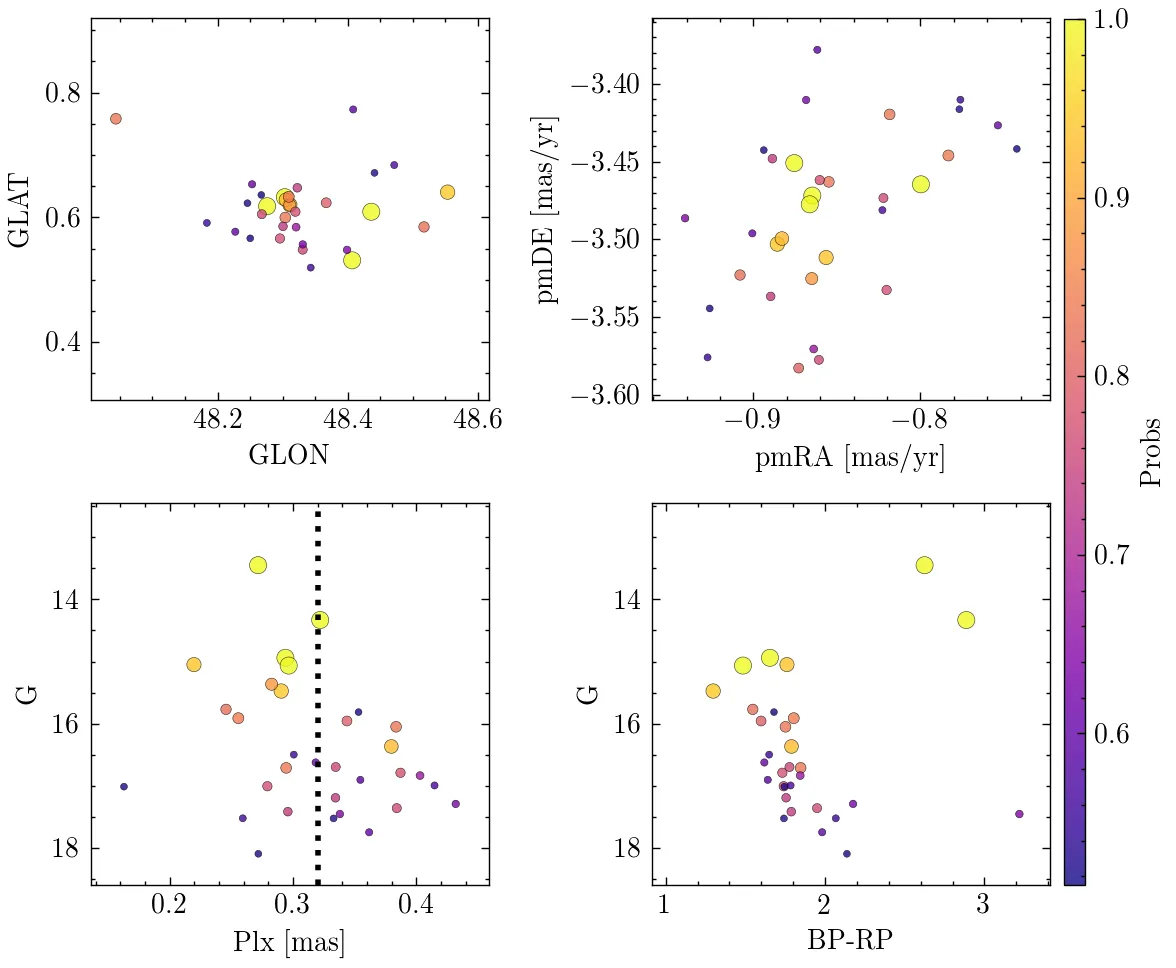 0.8
0.6
0.4
GLAT
48.2 48.4 48.6
GLON
−3.40
−3.45
−3.50
−3.55
−3.60
pmDE [mas/yr]
−0.9 −0.8
pmRA [mas/yr]
1.0
0.9
0.8
0.7
0.6
Probs
14
16
18
G
0.2 0.3 0.4
Plx [mas]
14
16
18
G
1 2 3
BP-RP